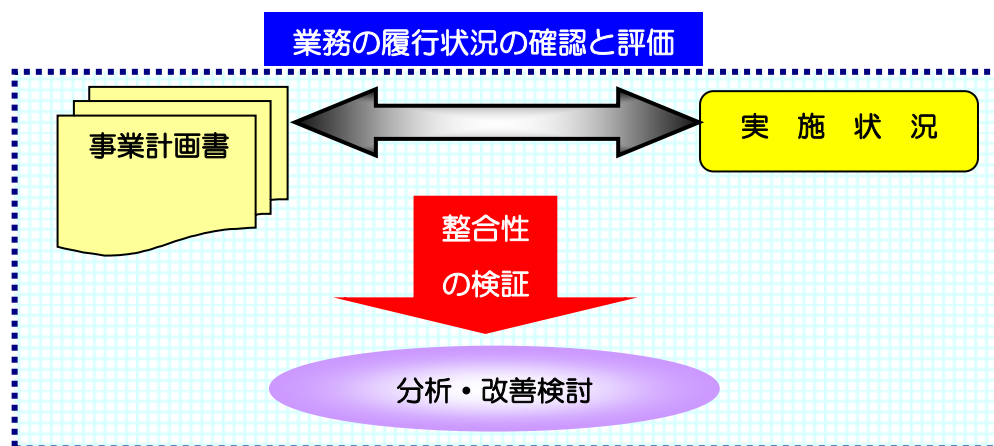 業務の履行状況の確認と評価
事業計画書
実　施　状　況
整合性
の検証
分析・改善検討